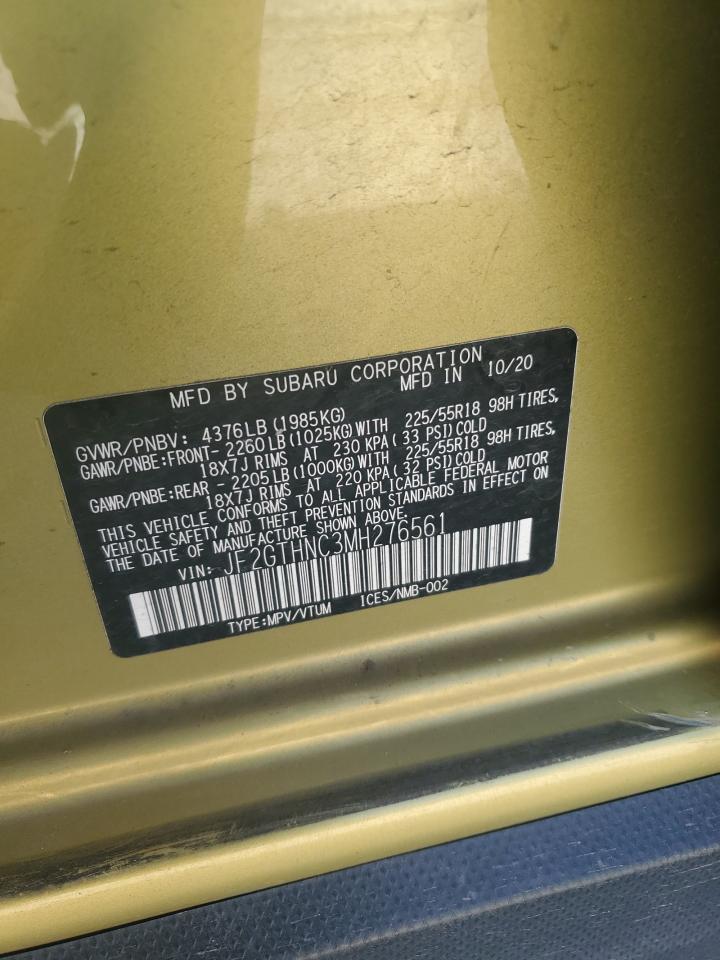 MFD BY SUBARU CORPORATION
MFD IN 10/20
GVWR/PNBV: 4376LB(1985KG)
GAWR/PNBE:FRONT- 2260LB(1025KG)WITH 225/55R18 98H TIRES,
18X7J RIMS AT 230 KPA( 33 PSI)COLD
GAWR/PNBE:REAR - 2205LB(1000KG)WITH 225/55R18 98H TIRES,
18X7J RIMS AT 220 KPA( 32 PSI)COLD
THIS VEHICLE CONFORMS TO ALL APPLICABLE FEDERAL MOTOR
VEHICLE SAFETY AND THEFT PREVENTION STANDARDS IN EFFECT ON
THE DATE OF MANUFACTURE SHOWN ABOVE.
VIN: JF2GTHNC3MH276561
TYPE:MPV/VTUM ICES/NMB-002